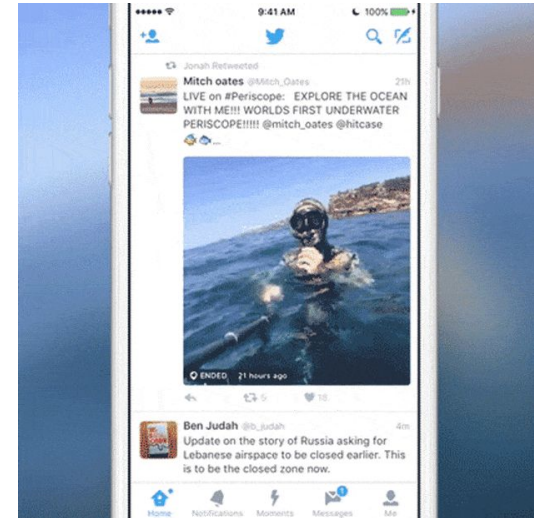 9:41 AM
100%
Jonah Retweeted
Mitch oates @Mitch_Oates 21h
LIVE on #Periscope: EXPLORE THE OCEAN
WITH ME!!! WORLDS FIRST UNDERWATER
PERISCOPE!!!!! @mitch_oates @hitcase
🐠🐟...
ENDED 21 hours ago
5
18
Ben Judah @b_judah 4m
Update on the story of Russia asking for
Lebanese airspace to be closed earlier. This
is to be the closed zone now.
1
Home Notifications Moments Messages Me